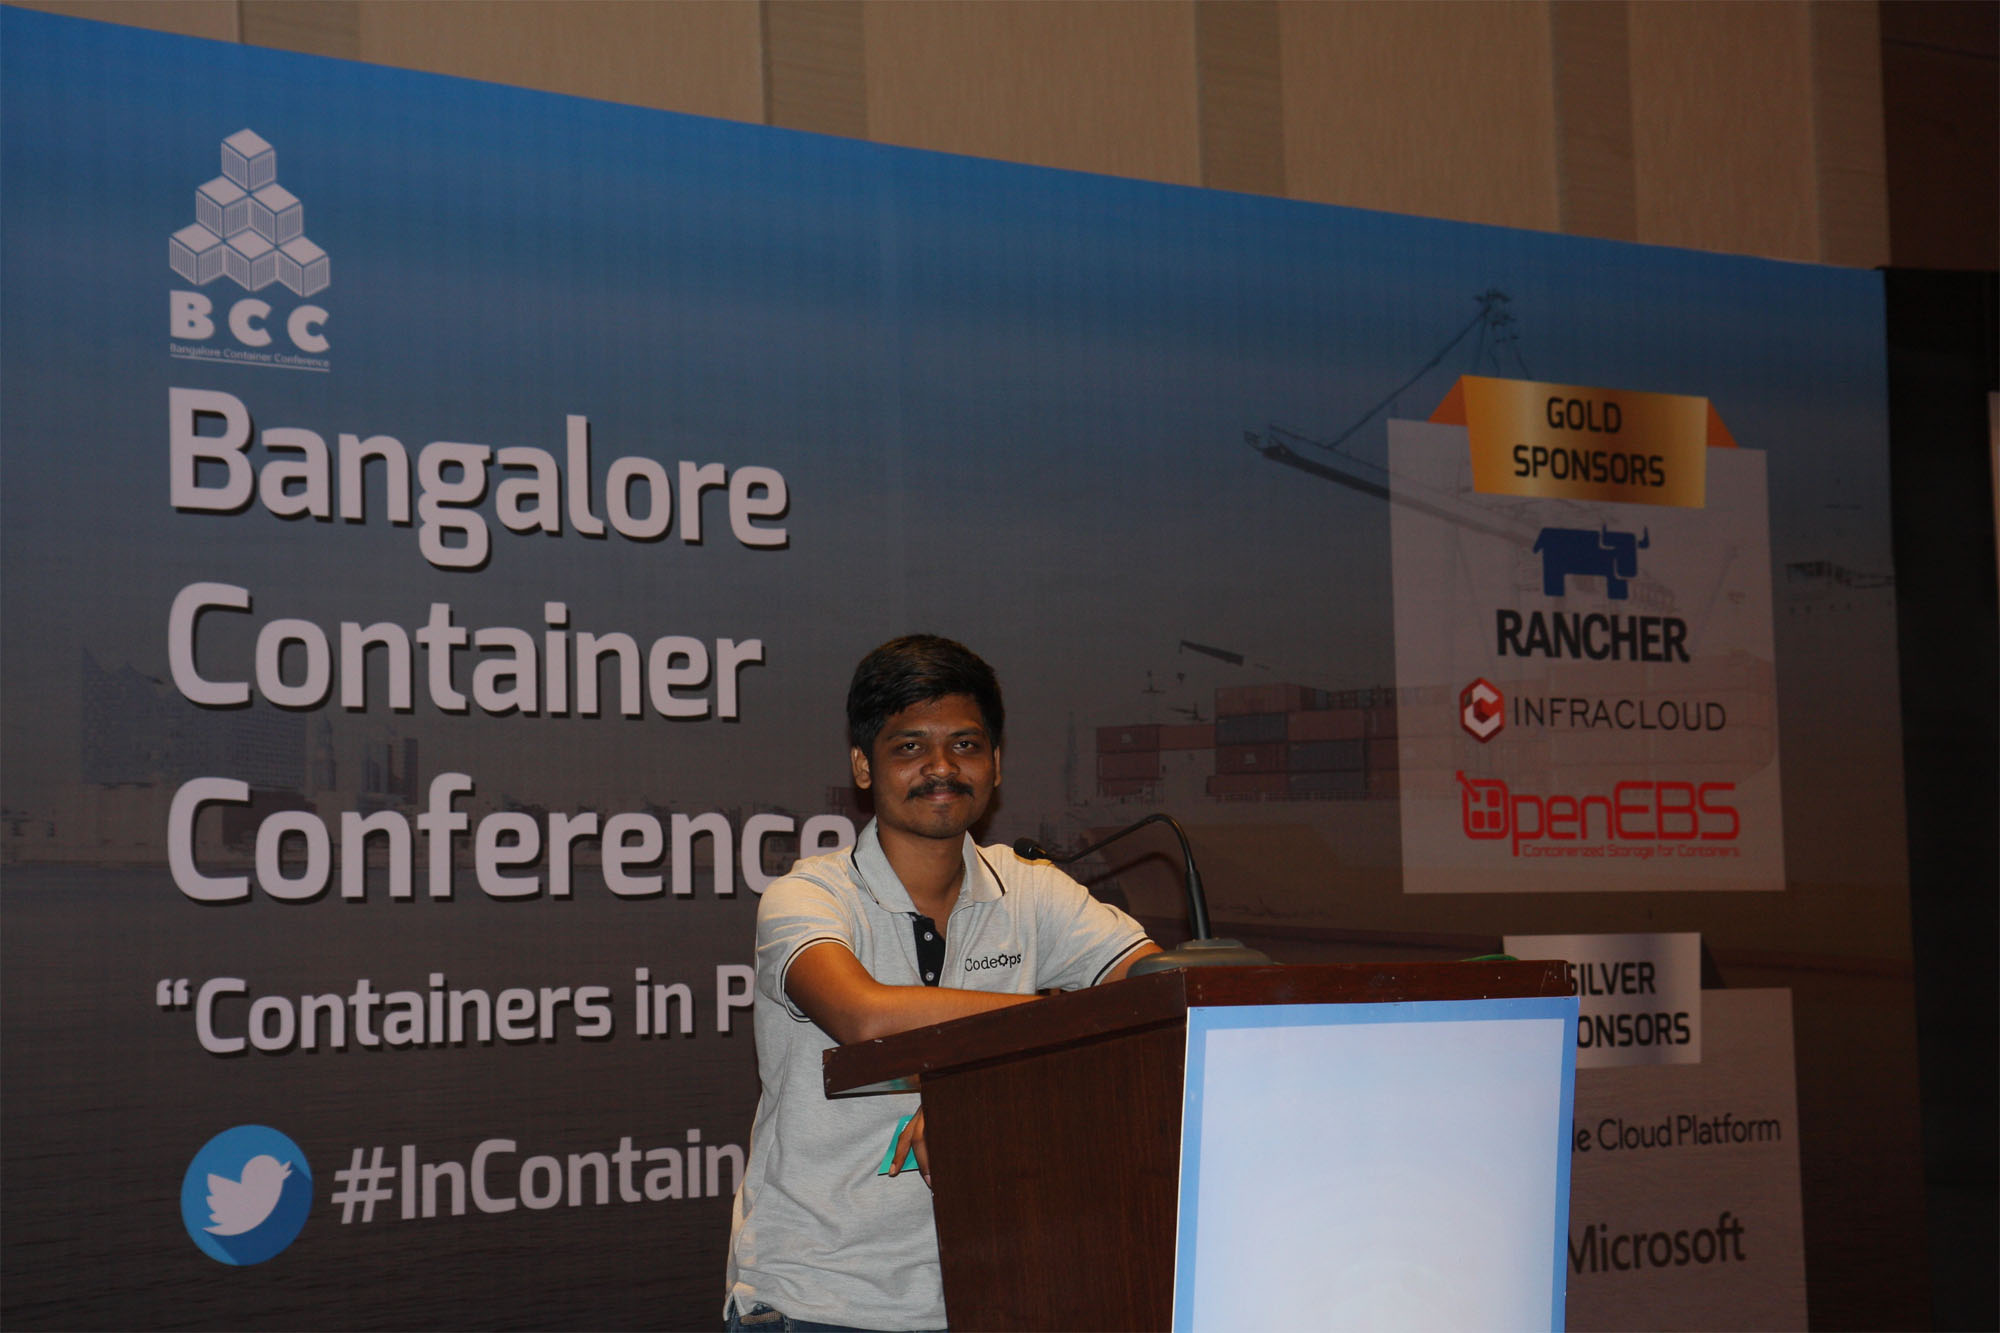 BCC
Bangalore Container Conference
Bangalore
Container
Conference
"Containers in P
#InContain
GOLD
SPONSORS
RANCHER
INFRACLOUD
OpenEBS
Containerized Storage for Containers
SILVER
ONSORS
le Cloud Platform
Microsoft
CodeOps